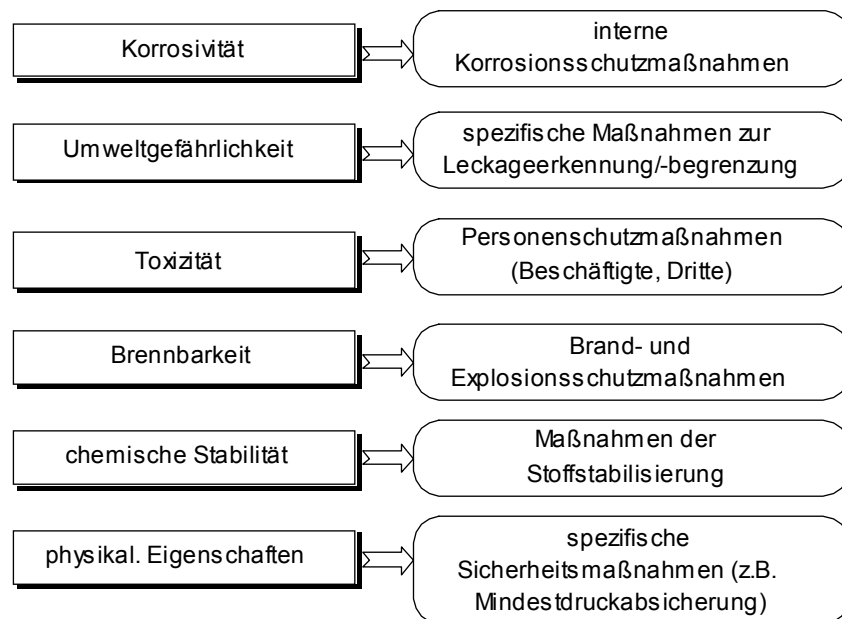 Korrosivität
interne
Korrosionsschutzmaßnahmen
Umweltgefährlichkeit
spezifische Maßnahmen zur
Leckageerkennung/-begrenzung
Toxizität
Personenschutzmaßnahmen
(Beschäftigte, Dritte)
Brennbarkeit
Brand- und
Explosionsschutzmaßnahmen
chemische Stabilität
Maßnahmen der
Stoffstabilisierung
physikal. Eigenschaften
spezifische
Sicherheitsmaßnahmen (z.B.
Mindestdruckabsicherung)